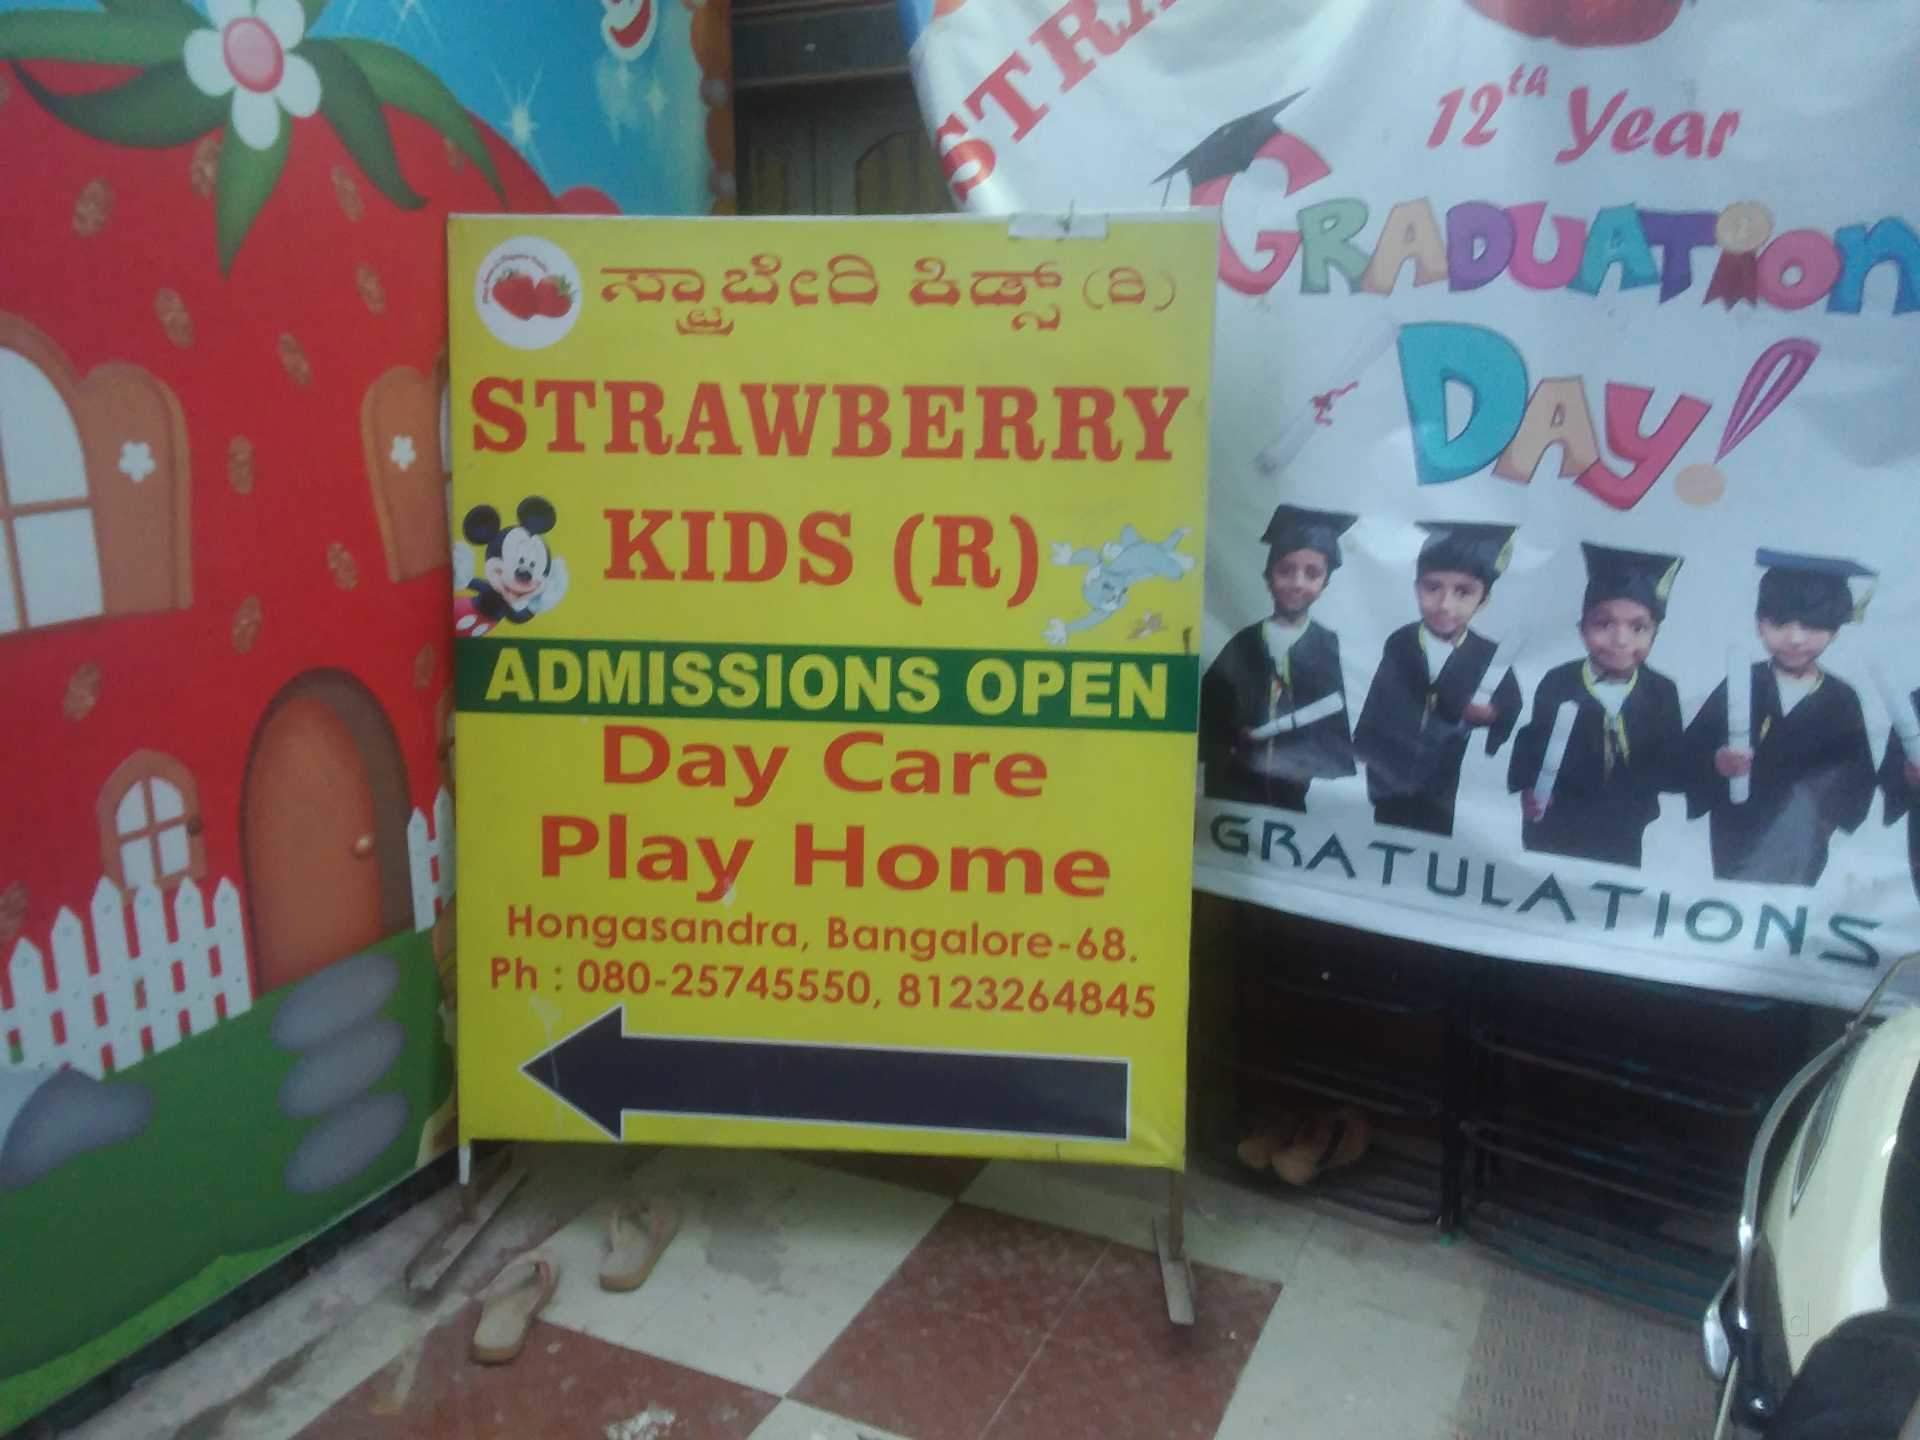 ಸ್ಟ್ರಾಬೇರಿ ಕಿಡ್ಸ್ (ರಿ)
STRAWBERRY
KIDS (R)
ADMISSIONS OPEN
Day Care
Play Home
Hongasandra, Bangalore-68.
Ph : 080-25745550, 8123264845
STRA
12th Year
GRADUATION
DAY!
GRATULATIONS